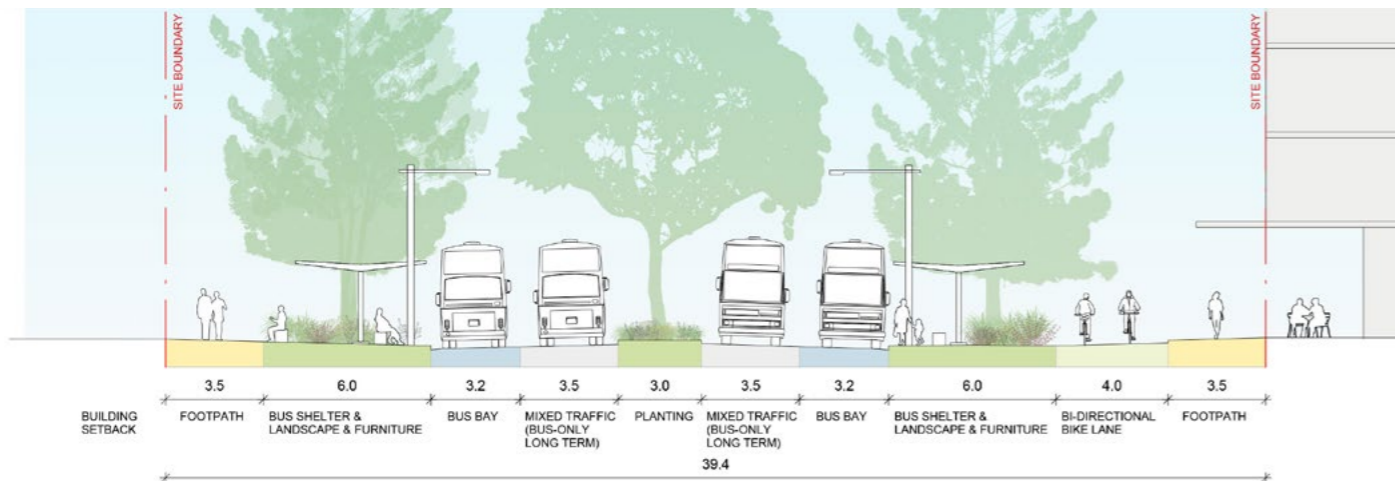 SITE BOUNDARY
SITE BOUNDARY
3.5 6.0 3.2 3.5 3.0 3.5 3.2 6.0 4.0 3.5
BUILDING SETBACK
FOOTPATH
BUS SHELTER &
LANDSCAPE & FURNITURE
BUS BAY
MIXED TRAFFIC
(BUS-ONLY
LONG TERM)
PLANTING
MIXED TRAFFIC
(BUS-ONLY
LONG TERM)
BUS BAY
BUS SHELTER &
LANDSCAPE & FURNITURE
BI-DIRECTIONAL
BIKE LANE
FOOTPATH
39.4